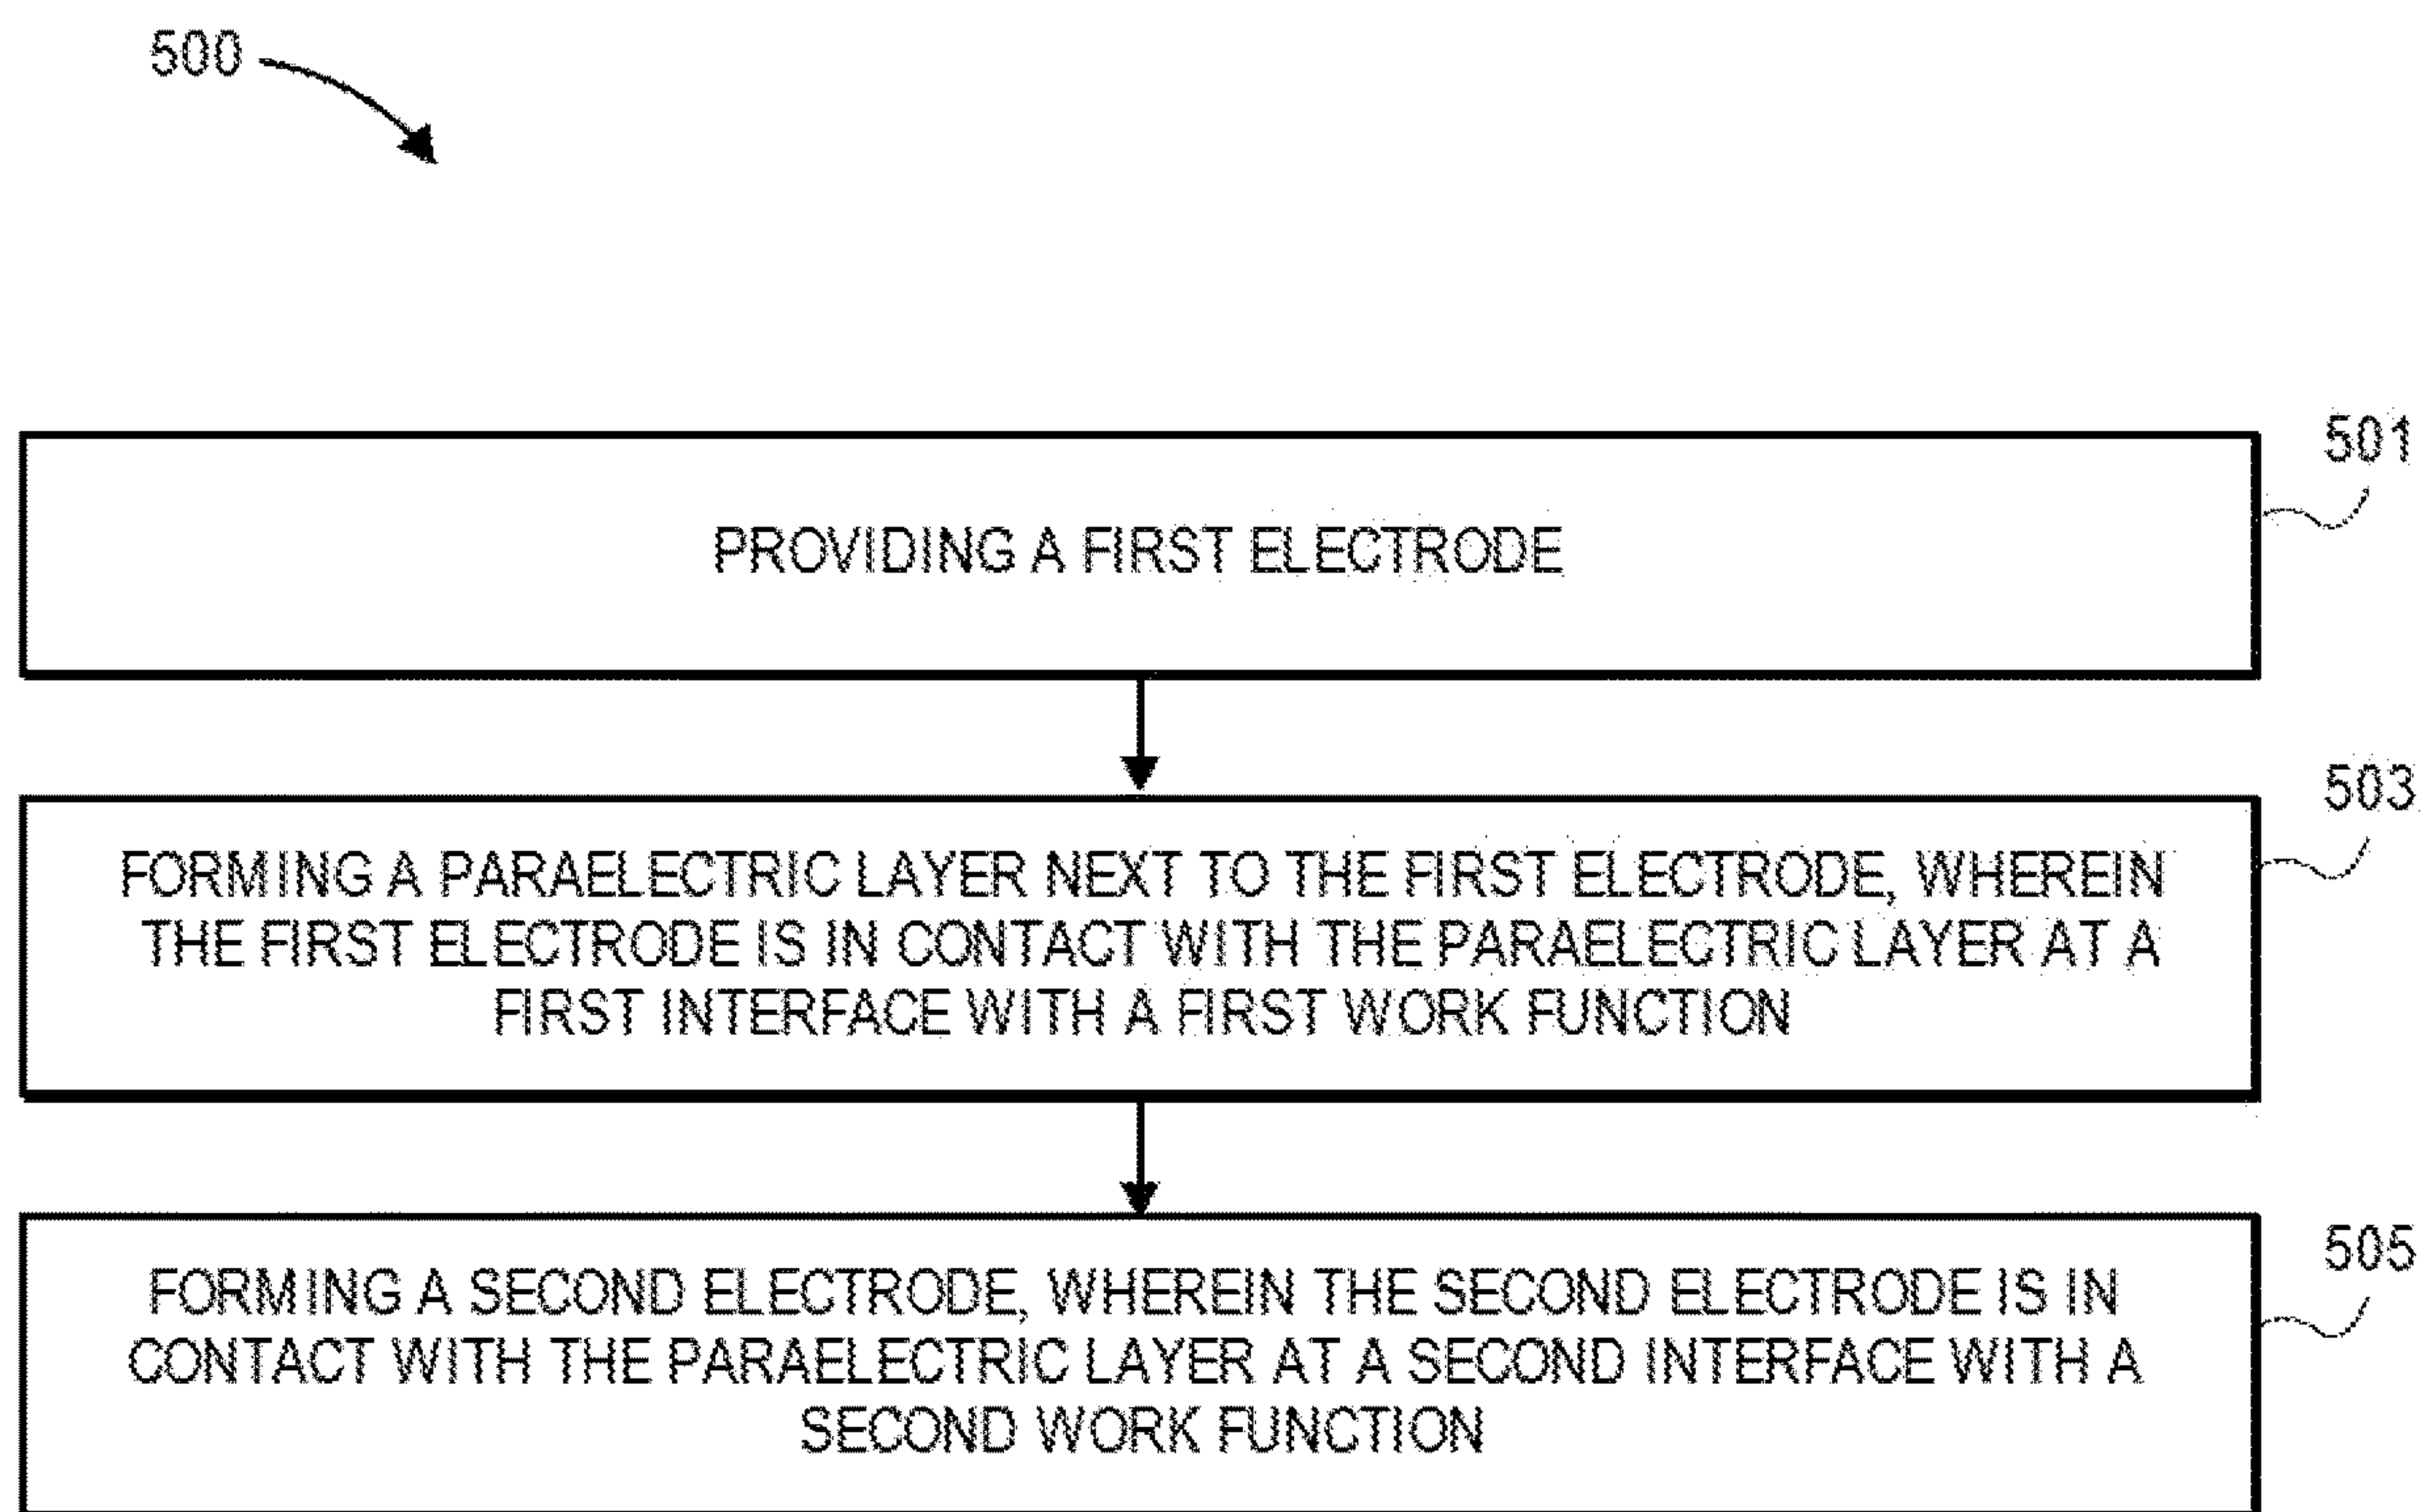 500
501
PROVIDING A FIRST ELECTRODE
503
FORMING A PARAELECTRIC LAYER NEXT TO THE FIRST ELECTRODE, WHEREIN
THE FIRST ELECTRODE IS IN CONTACT WITH THE PARAELECTRIC LAYER AT A
FIRST INTERFACE WITH A FIRST WORK FUNCTION
505
FORMING A SECOND ELECTRODE, WHEREIN THE SECOND ELECTRODE IS IN
CONTACT WITH THE PARAELECTRIC LAYER AT A SECOND INTERFACE WITH A
SECOND WORK FUNCTION